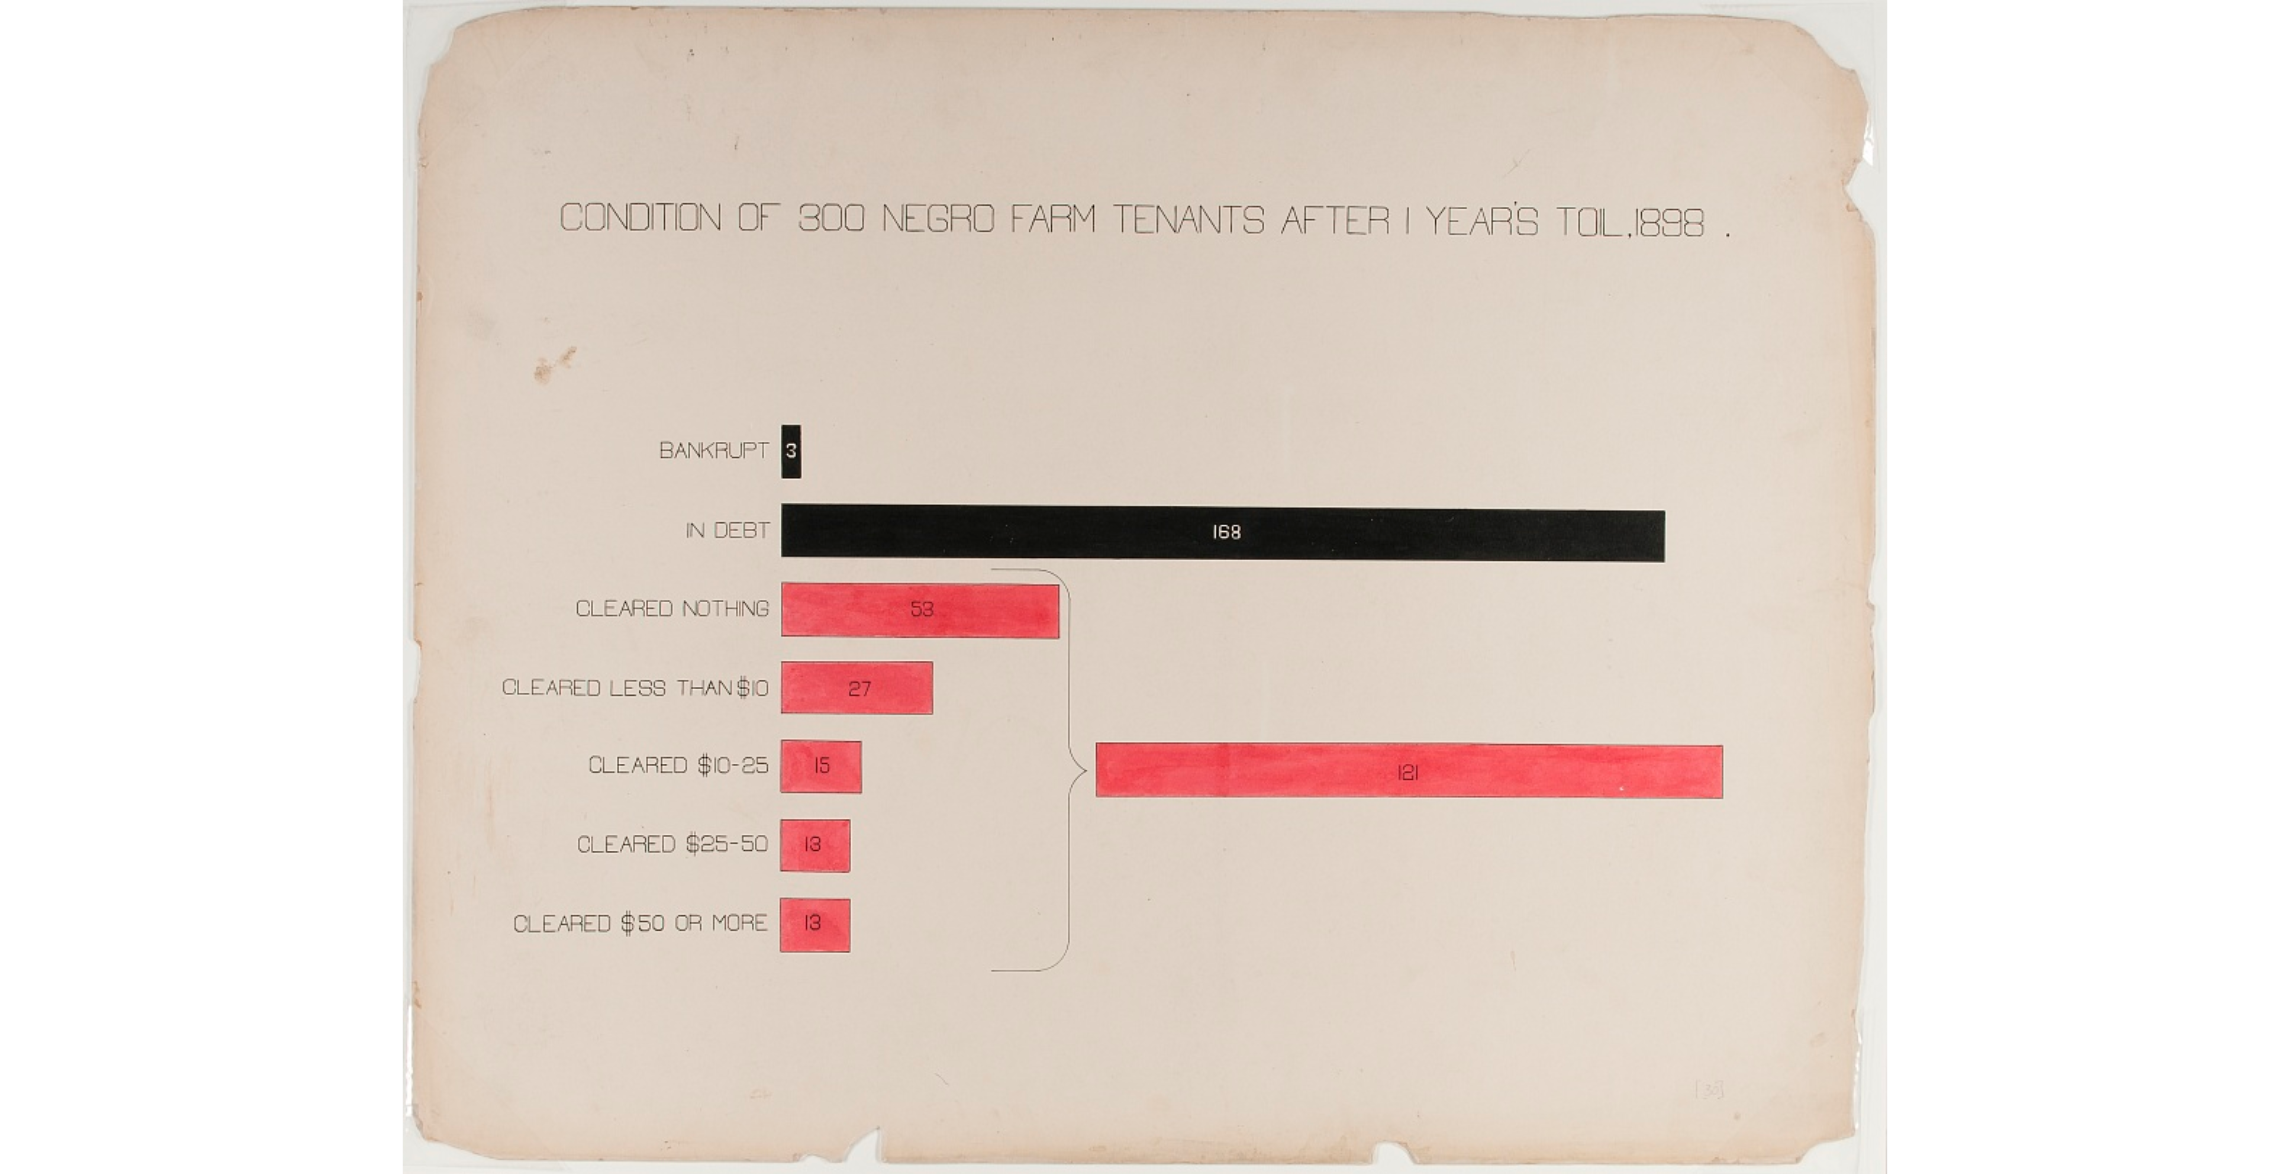 CONDITION OF 300 NEGRO FARM TENANTS AFTER 1 YEAR'S TOIL, 1898 .
BANKRUPT 3
IN DEBT 168
CLEARED NOTHING 53
CLEARED LESS THAN $10 27
CLEARED $10-25 15
121
CLEARED $25-50 13
CLEARED $50 OR MORE 13
138